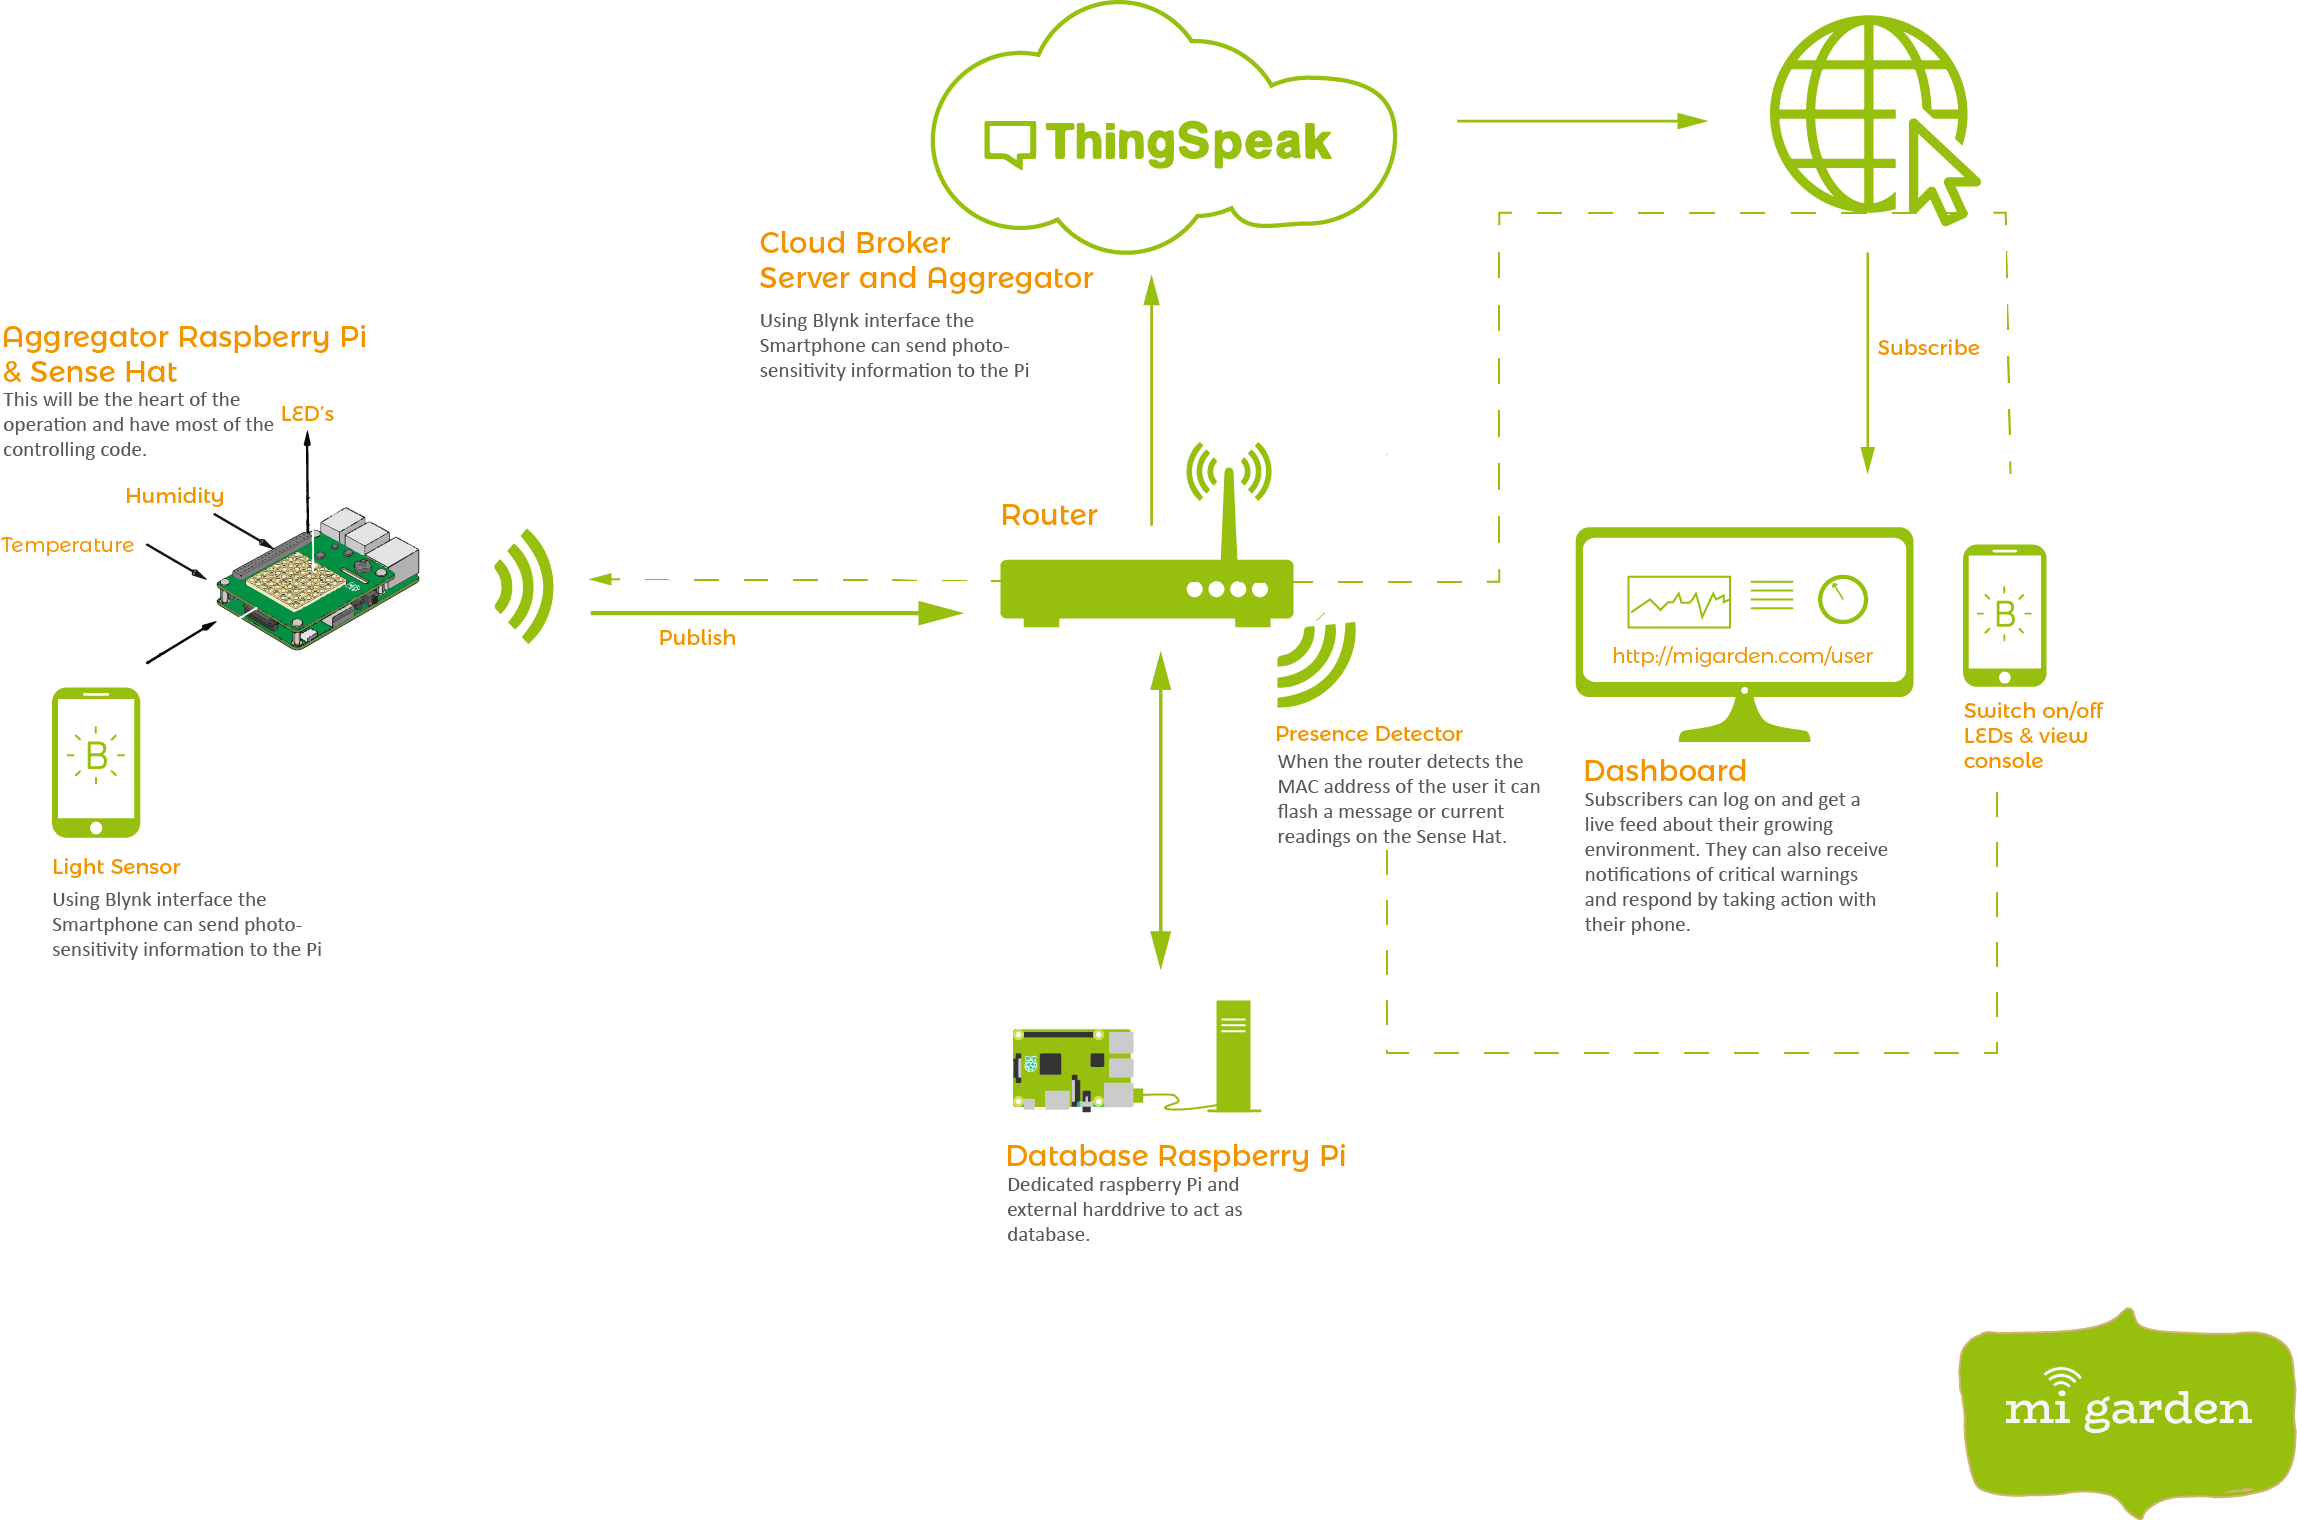 ThingSpeak
Cloud Broker
Server and Aggregator
Using Blynk interface the
Smartphone can send photo-
sensitivity information to the Pi
Aggregator Raspberry Pi
& Sense Hat
This will be the heart of the
operation and have most of the
controlling code.
LED's
Humidity
Temperature
Light Sensor
Using Blynk interface the
Smartphone can send photo-
sensitivity information to the Pi
B
Publish
Router
Presence Detector
When the router detects the
MAC address of the user it can
flash a message or current
readings on the Sense Hat.
Subscribe
http://migarden.com/user
Dashboard
Subscribers can log on and get a
live feed about their growing
environment. They can also receive
notifications of critical warnings
and respond by taking action with
their phone.
B
Switch on/off
LEDs & view
console
Database Raspberry Pi
Dedicated raspberry Pi and
external harddrive to act as
database.
mi garden